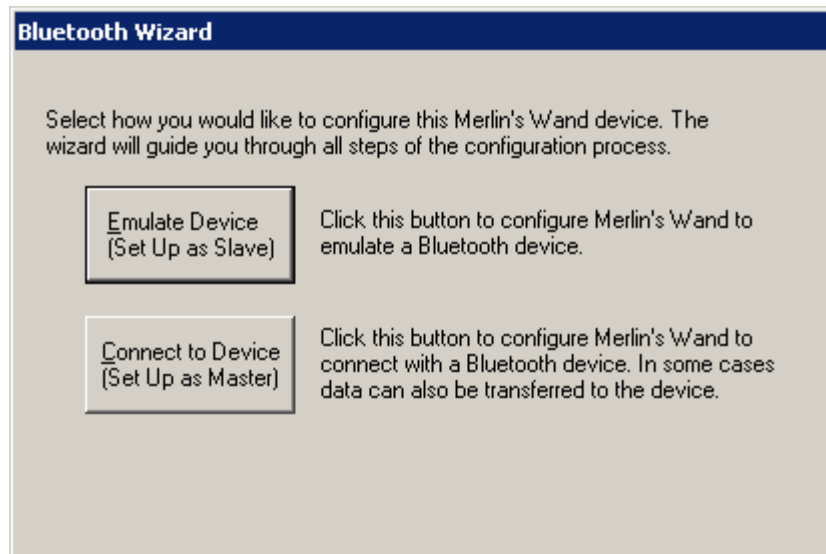 Bluetooth Wizard
Select how you would like to configure this Merlin's Wand device. The
wizard will guide you through all steps of the configuration process.
Emulate Device
(Set Up as Slave)
Click this button to configure Merlin's Wand to
emulate a Bluetooth device.
Connect to Device
(Set Up as Master)
Click this button to configure Merlin's Wand to
connect with a Bluetooth device. In some cases
data can also be transferred to the device.